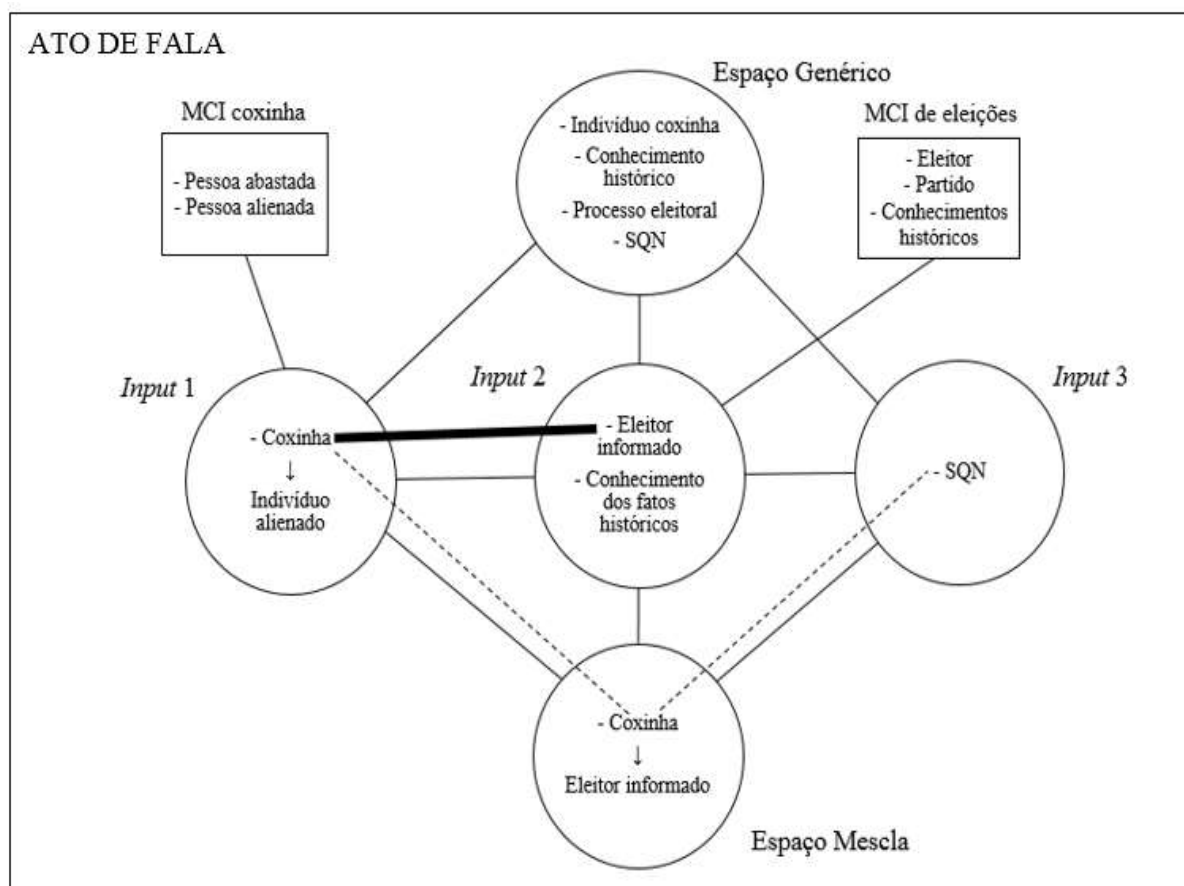 ATO DE FALA
Espaço Genérico
MCI coxinha
MCI de eleições
- Indivíduo coxinha
- Conhecimento
histórico
- Processo eleitoral
- SQN
- Pessoa abastada
- Pessoa alienada
- Eleitor
- Partido
- Conhecimentos
históricos
Input 1
Input 2
Input 3
- Coxinha
↓
Indivíduo
alienado
- Eleitor
informado
- Conhecimento
dos fatos
históricos
- SQN
- Coxinha
↓
Eleitor informado
Espaço Mescla